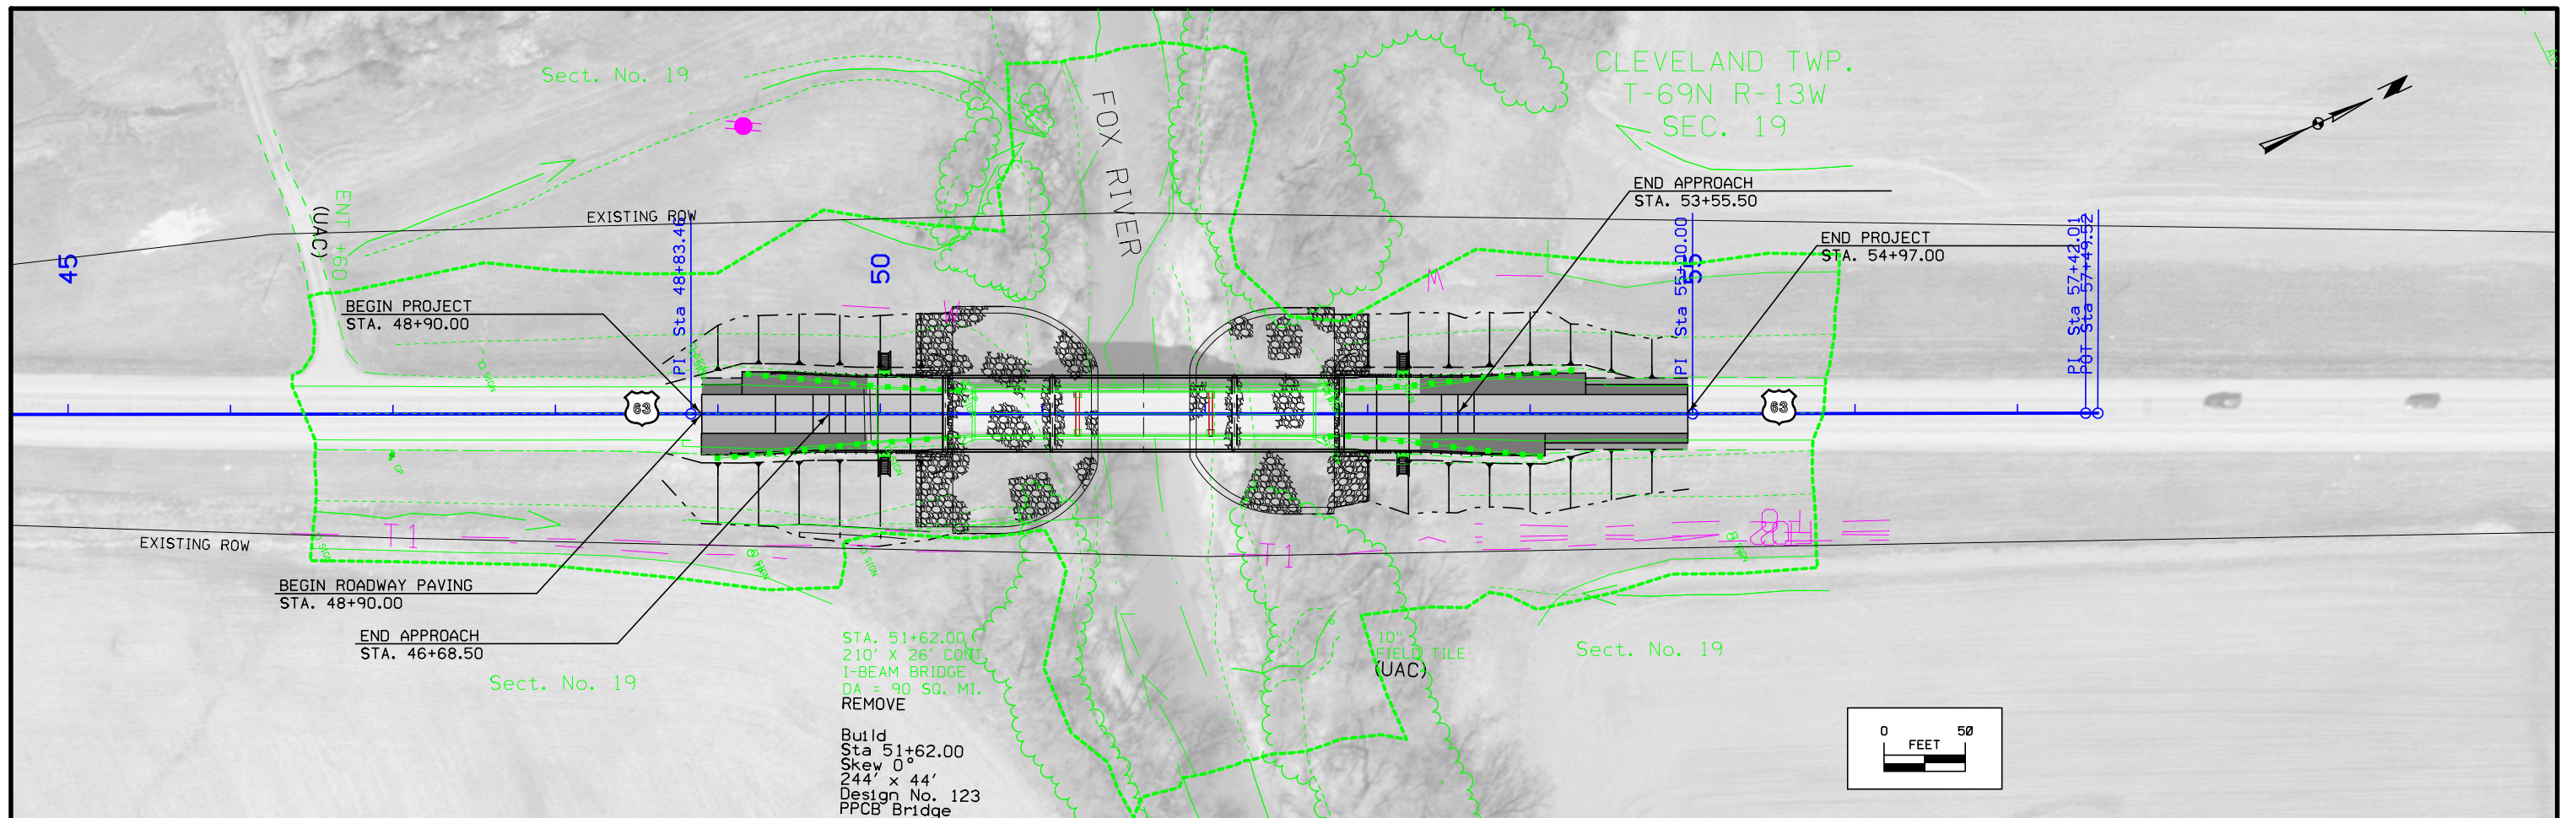 Sect. No. 19
CLEVELAND TWP.
T-69N R-13W
SEC. 19
N
FOX RIVER
END APPROACH
STA. 53+55.50
EXISTING ROW
ENT +60
(UAC)
END PROJECT
STA. 54+97.00
45
50
55
PI Sta 48+83.46
PI Sta 55+00.00
PI Sta 57+42.01
POT Sta 57+49.52
BEGIN PROJECT
STA. 48+90.00
W
W
SIGN
63
63
GP
SIGN
T1
T1
SIGN
SIGN
SIGN
EXISTING ROW
BEGIN ROADWAY PAVING
STA. 48+90.00
END APPROACH
STA. 46+68.50
Sect. No. 19
STA. 51+62.00
210' X 26' CONT.
I-BEAM BRIDGE
DA = 90 SQ. MI.
REMOVE
Build
Sta 51+62.00
Skew 0°
244' x 44'
Design No. 123
PPCB Bridge
10"
FIELD TILE
(UAC)
Sect. No. 19
0 50
FEET